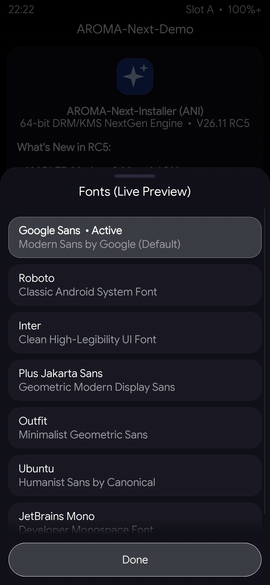 22:22
Slot A • 100%+
AROMA-Next-Demo
AROMA-Next-Installer (ANI)
64-bit DRM/KMS NextGen Engine • V26.11 RC5
What's New in RC5:
Fonts (Live Preview)
Google Sans • Active
Modern Sans by Google (Default)
Roboto
Classic Android System Font
Inter
Clean High-Legibility UI Font
Plus Jakarta Sans
Geometric Modern Display Sans
Outfit
Minimalist Geometric Sans
Ubuntu
Humanist Sans by Canonical
JetBrains Mono
Developer Monospace Font
Done